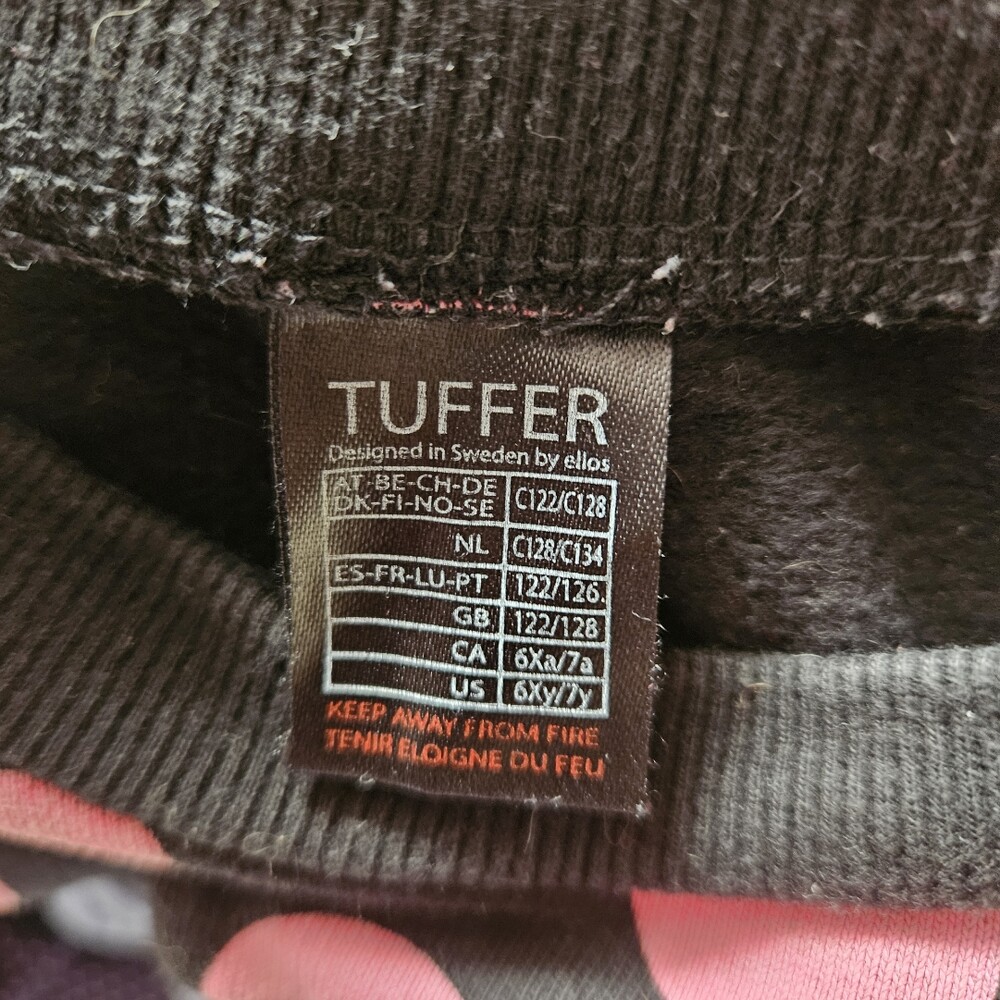 TUFFER
Designed in Sweden by ellos
AT-BE-CH-DE
DK-FI-NO-SE C122/C128
NL C128/C134
ES-FR-LU-PT 122/126.
GB 122/128
CA 6Xa/7a
US 6Xy/7y
KEEP AWAY FROM FIRE
TENIR ELOIGNE DU FEU